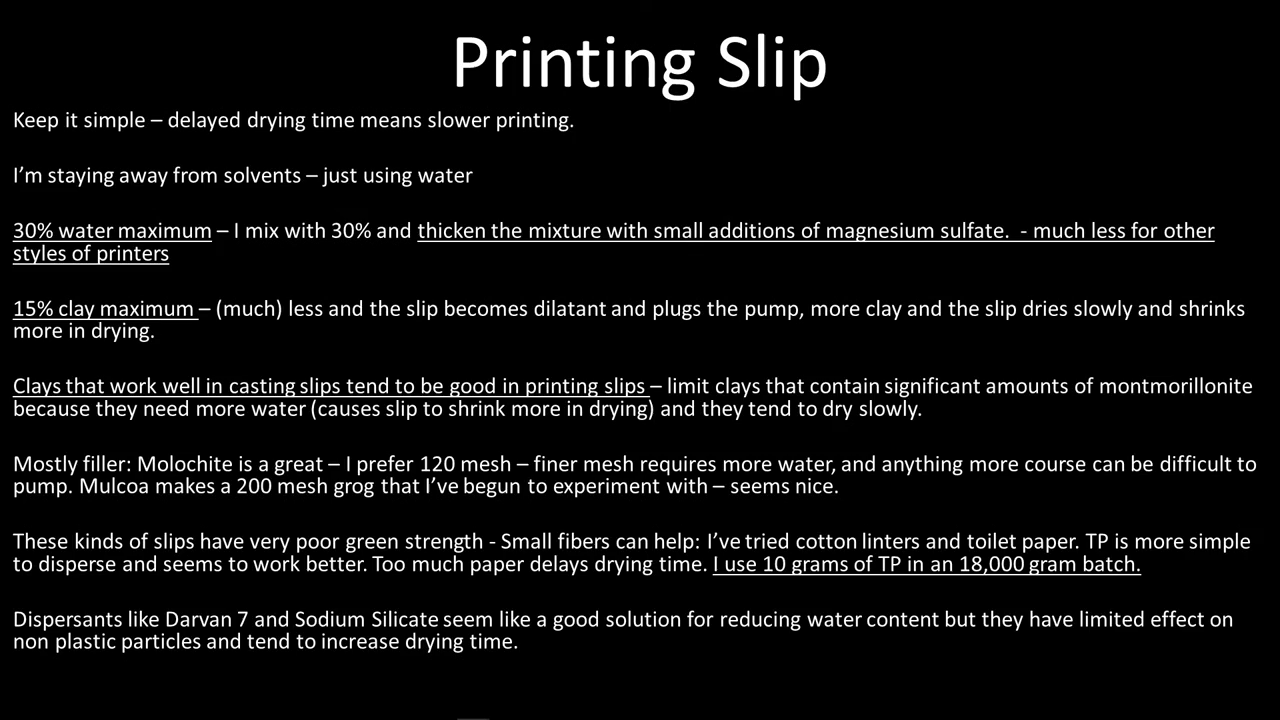 Printing Slip
Keep it simple – delayed drying time means slower printing.
I’m staying away from solvents – just using water
30% water maximum – I mix with 30% and thicken the mixture with small additions of magnesium sulfate.  - much less for other
styles of printers
15% clay maximum – (much) less and the slip becomes dilatant and plugs the pump, more clay and the slip dries slowly and shrinks
more in drying.
Clays that work well in casting slips tend to be good in printing slips – limit clays that contain significant amounts of montmorillonite
because they need more water (causes slip to shrink more in drying) and they tend to dry slowly.
Mostly filler: Molochite is a great – I prefer 120 mesh – finer mesh requires more water, and anything more course can be difficult to
pump. Mulcoa makes a 200 mesh grog that I’ve begun to experiment with – seems nice.
These kinds of slips have very poor green strength - Small fibers can help: I’ve tried cotton linters and toilet paper. TP is more simple
to disperse and seems to work better. Too much paper delays drying time. I use 10 grams of TP in an 18,000 gram batch.
Dispersants like Darvan 7 and Sodium Silicate seem like a good solution for reducing water content but they have limited effect on
non plastic particles and tend to increase drying time.